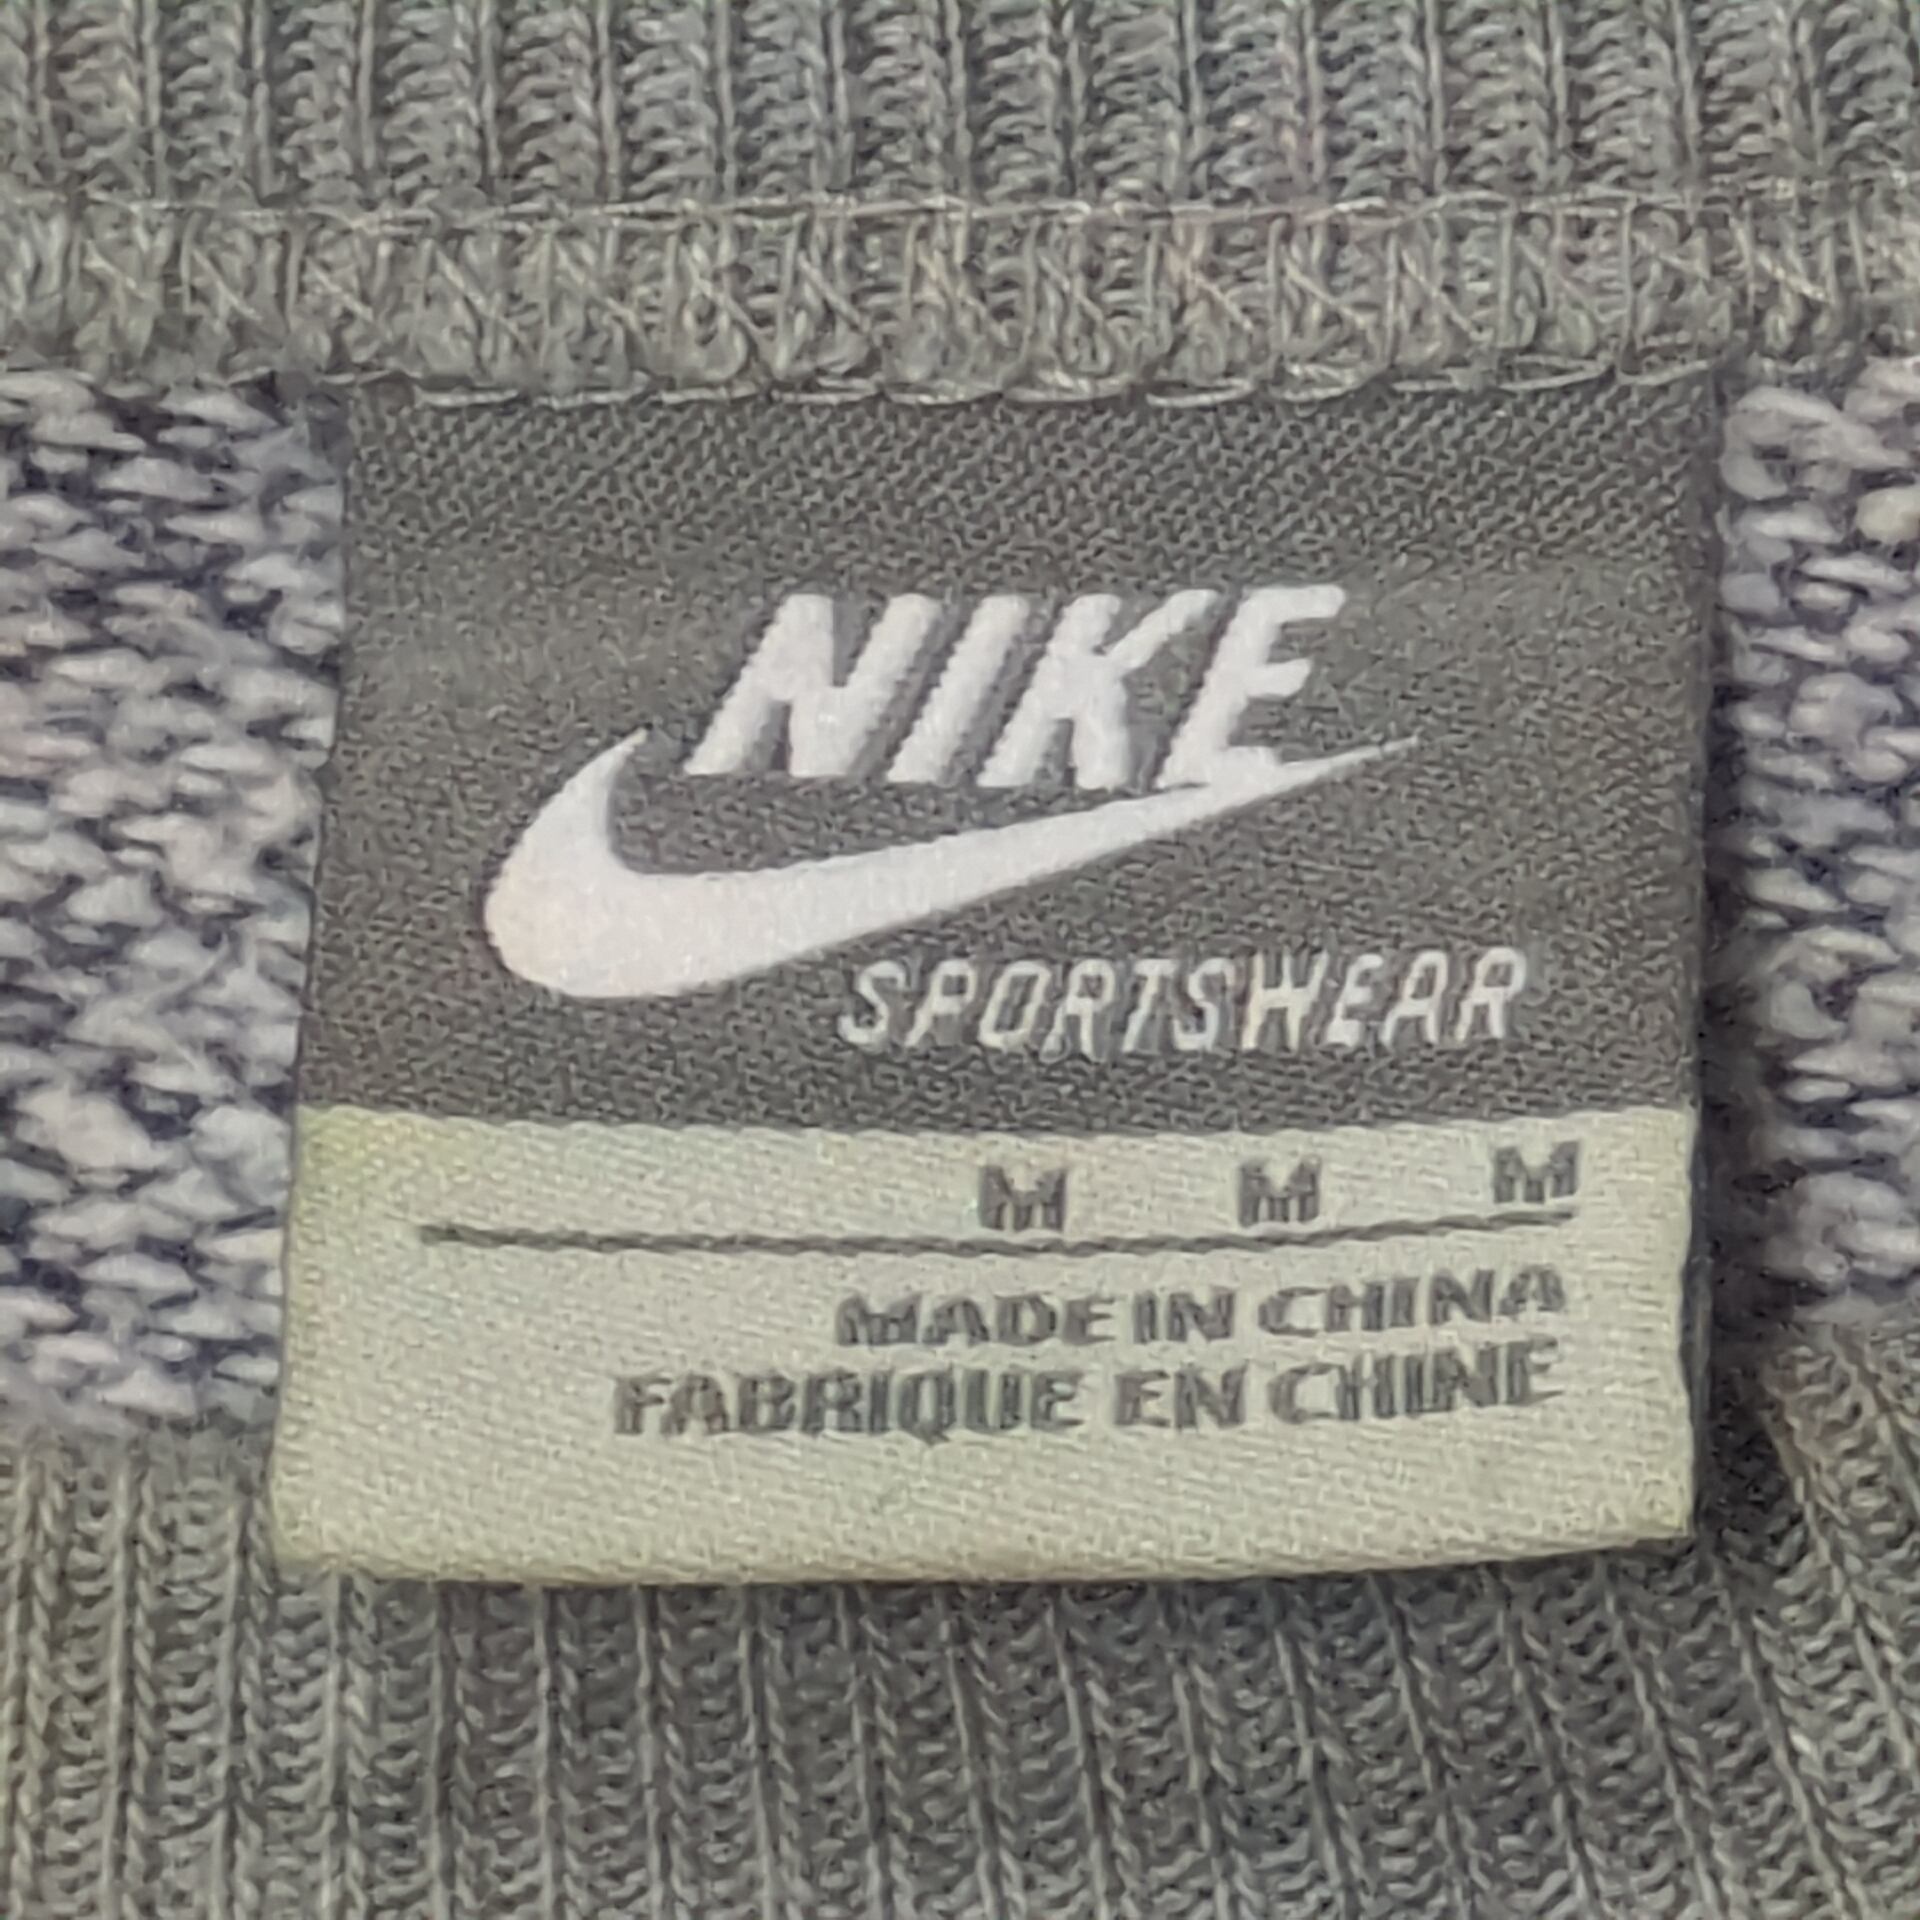 NIKE
SPORTSWEAR
M M M
MADE IN CHINA
FABRIQUE EN CHINE